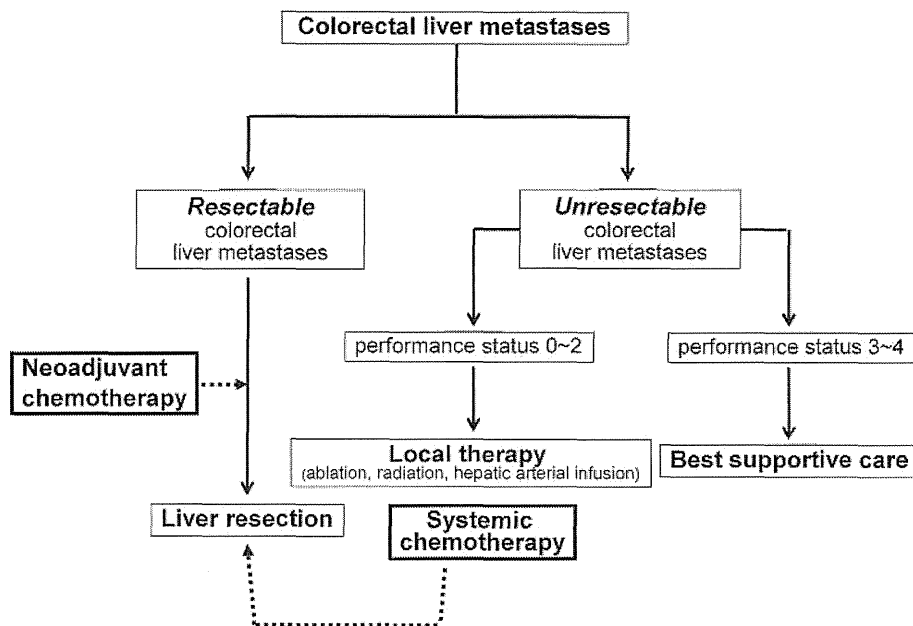 Colorectal liver metastases
Resectable
colorectal
liver metastases
Unresectable
colorectal
liver metastases
performance status 0~2
performance status 3~4
Neoadjuvant
chemotherapy
Local therapy
(ablation, radiation, hepatic arterial infusion)
Best supportive care
Liver resection
Systemic
chemotherapy